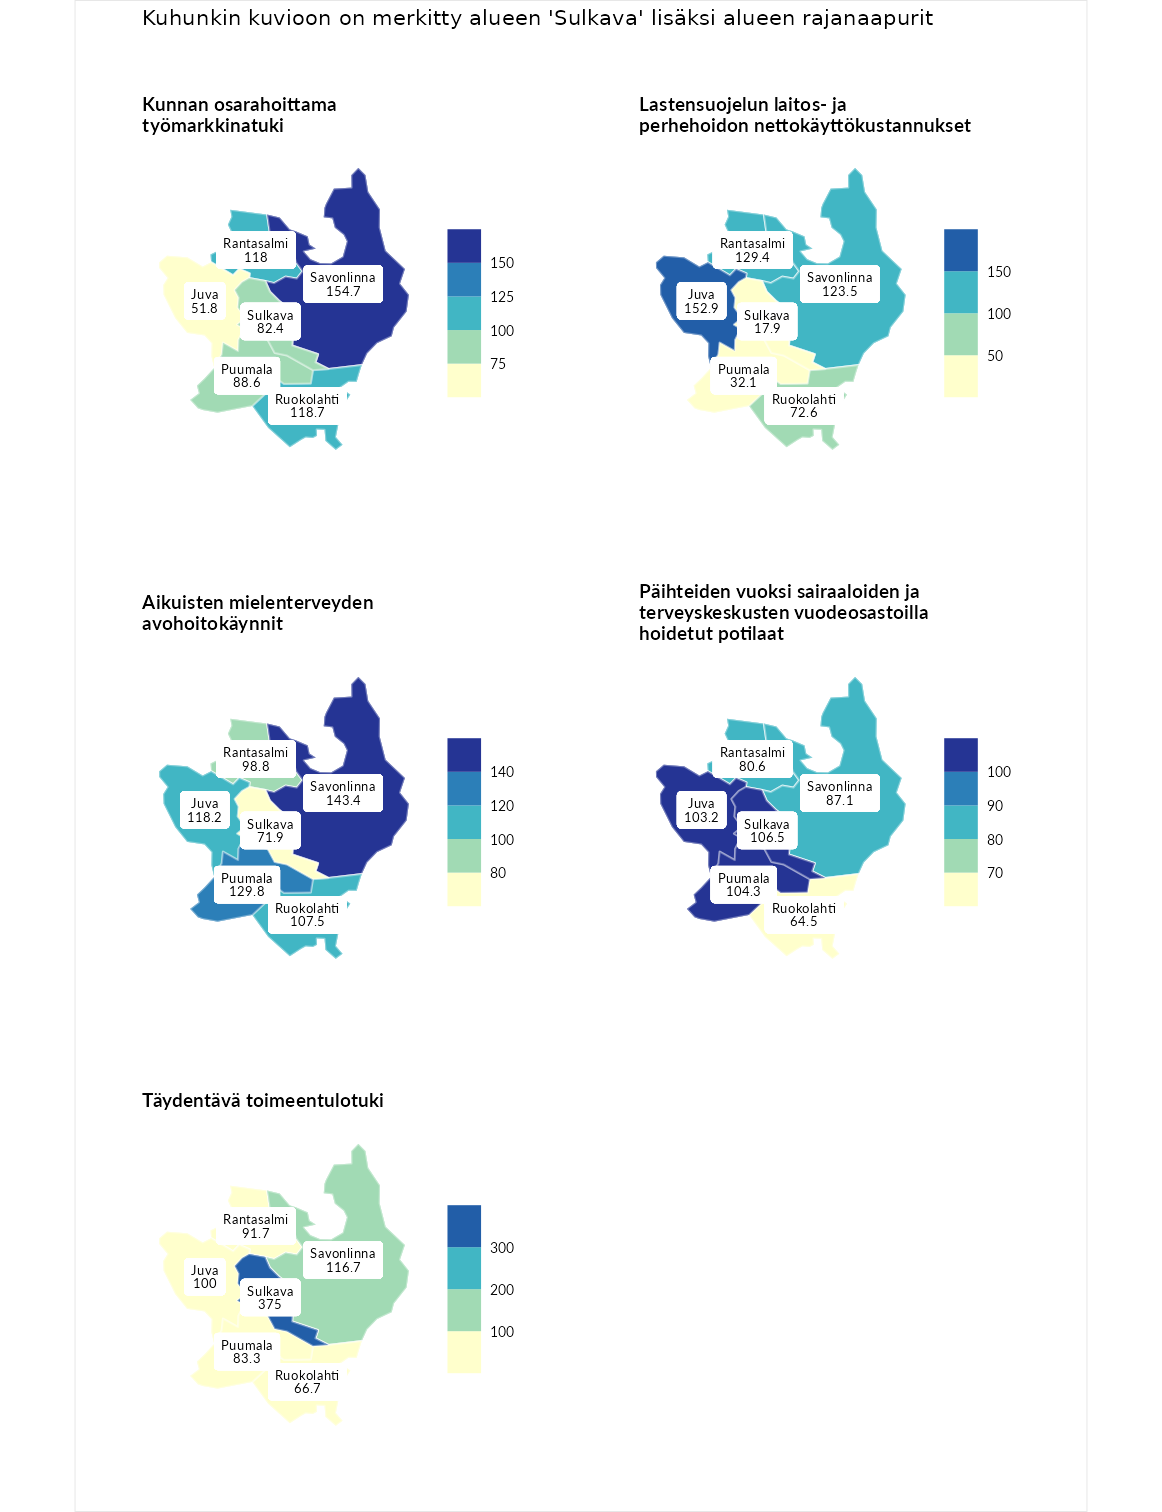 Kuhunkin kuvioon on merkitty alueen 'Sulkava' lisäksi alueen rajanaapurit
Kunnan osarahoittama
työmarkkinatuki
Rantasalmi
118
Savonlinna
154.7
Juva
51.8
Sulkava
82.4
Puumala
88.6
Ruokolahti
118.7
150
125
100
75
Lastensuojelun laitos- ja
perhehoidon nettokäyttökustannukset
Rantasalmi
129.4
Savonlinna
123.5
Juva
152.9
Sulkava
17.9
Puumala
32.1
Ruokolahti
72.6
150
100
50
Aikuisten mielenterveyden
avohoitokäynnit
Rantasalmi
98.8
Savonlinna
143.4
Juva
118.2
Sulkava
71.9
Puumala
129.8
Ruokolahti
107.5
140
120
100
80
Päihteiden vuoksi sairaaloiden ja
terveyskeskusten vuodeosastoilla
hoidetut potilaat
Rantasalmi
80.6
Savonlinna
87.1
Juva
103.2
Sulkava
106.5
Puumala
104.3
Ruokolahti
64.5
100
90
80
70
Täydentävä toimeentulotuki
Rantasalmi
91.7
Savonlinna
116.7
Juva
100
Sulkava
375
Puumala
83.3
Ruokolahti
66.7
300
200
100